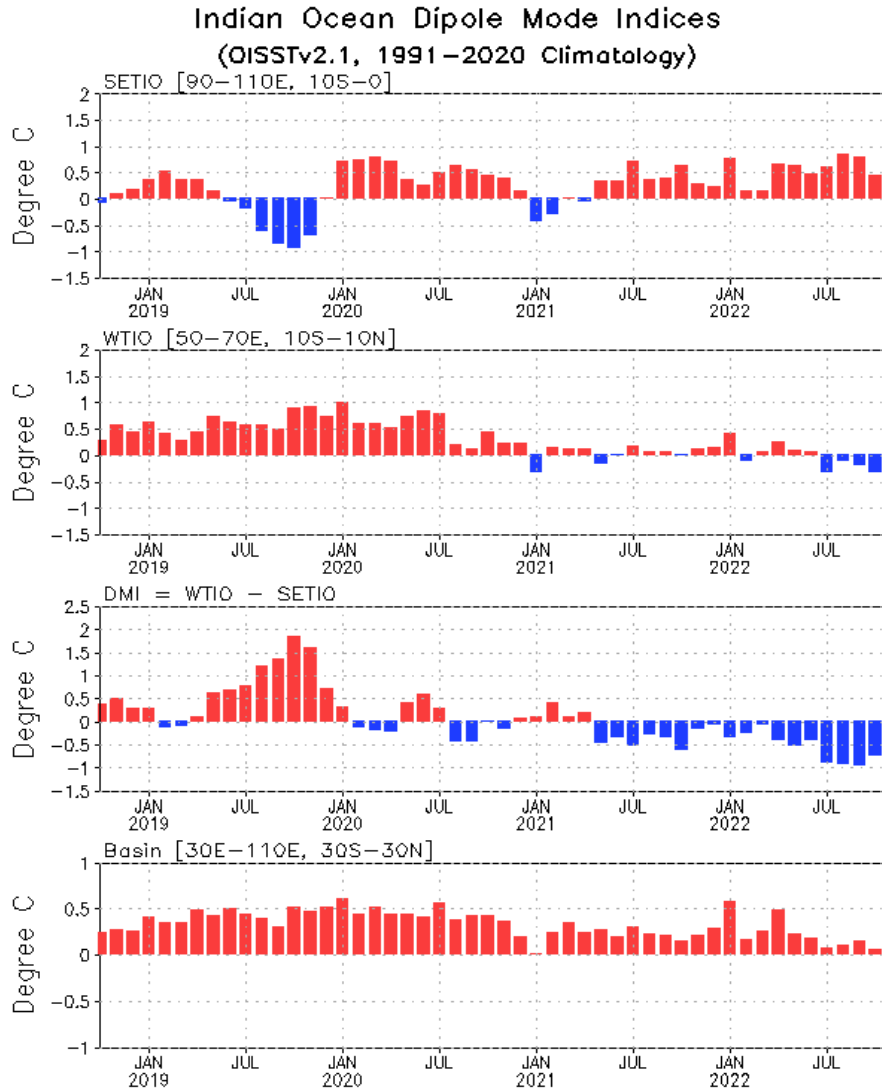 Indian Ocean Dipole Mode Indices
(OISSTv2.1, 1991-2020 Climatology)
SETIO [90-110E, 10S-0]
Degree C
2
1.5
1
0.5
0
-0.5
-1
-1.5
JAN JUL JAN JUL JAN JUL JAN JUL
2019 2020 2021 2022
WTIO [50-70E, 10S-10N]
Degree C
2
1.5
1
0.5
0
-0.5
-1
-1.5
JAN JUL JAN JUL JAN JUL JAN JUL
2019 2020 2021 2022
DMI = WTIO - SETIO
Degree C
2.5
2
1.5
1
0.5
0
-0.5
-1
-1.5
JAN JUL JAN JUL JAN JUL JAN JUL
2019 2020 2021 2022
Basin [30E-110E, 30S-30N]
Degree C
1
0.5
0
-0.5
-1
JAN JUL JAN JUL JAN JUL JAN JUL
2019 2020 2021 2022